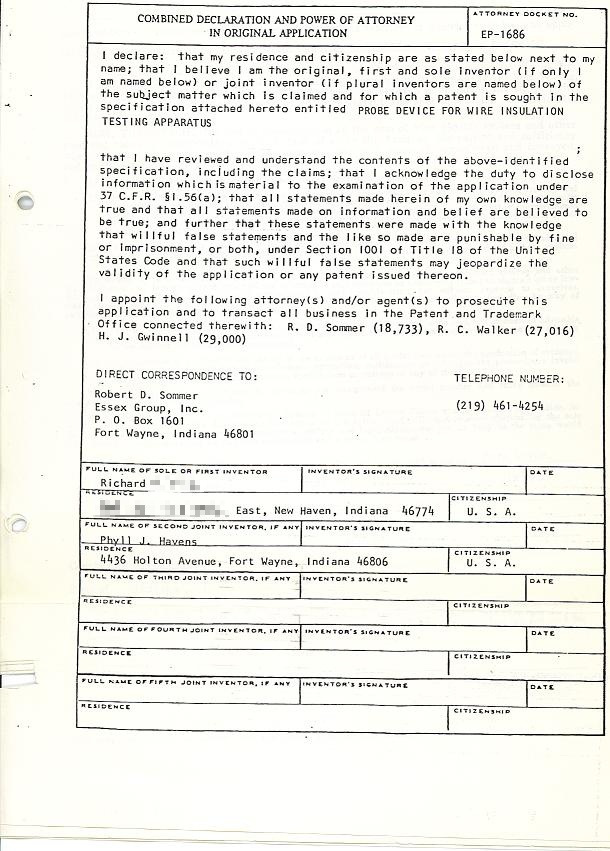 COMBINED DECLARATION AND POWER OF ATTORNEY
IN ORIGINAL APPLICATION
ATTORNEY DOCKET NO.
EP-1686
I declare: that my residence and citizenship are as stated below next to my
name; that I believe I am the original, first and sole inventor (if only I
am named below) or joint inventor (if plural inventors are named below) of
the subject matter which is claimed and for which a patent is sought in the
specification attached hereto entitled PROBE DEVICE FOR WIRE INSULATION
TESTING APPARATUS
;
that I have reviewed and understand the contents of the above-identified
specification, including the claims; that I acknowledge the duty to disclose
information which is material to the examination of the application under
37 C.F.R. §1.56(a); that all statements made herein of my own knowledge are
true and that all statements made on information and belief are believed to
be true; and further that these statements were made with the knowledge
that willful false statements and the like so made are punishable by fine
or imprisonment, or both, under Section 1001 of Title 18 of the United
States Code and that such willful false statements may jeopardize the
validity of the application or any patent issued thereon.
I appoint the following attorney(s) and/or agent(s) to prosecute this
application and to transact all business in the Patent and Trademark
Office connected therewith: R. D. Sommer (18,733), R. C. Walker (27,016)
H. J. Gwinnell (29,000)
DIRECT CORRESPONDENCE TO:
TELEPHONE NUMBER:
Robert D. Sommer
Essex Group, Inc.
P. O. Box 1601
Fort Wayne, Indiana 46801
(219) 461-4254
FULL NAME OF SOLE OR FIRST INVENTOR
INVENTOR'S SIGNATURE
DATE
Richard
RESIDENCE
CITIZENSHIP
East, New Haven, Indiana 46774
U. S. A.
FULL NAME OF SECOND JOINT INVENTOR, IF ANY
INVENTOR'S SIGNATURE
DATE
Phyll J. Havens
RESIDENCE
CITIZENSHIP
4436 Holton Avenue, Fort Wayne, Indiana 46806
U. S. A.
FULL NAME OF THIRD JOINT INVENTOR, IF ANY
INVENTOR'S SIGNATURE
DATE
RESIDENCE
CITIZENSHIP
FULL NAME OF FOURTH JOINT INVENTOR, IF ANY
INVENTOR'S SIGNATURE
DATE
RESIDENCE
CITIZENSHIP
FULL NAME OF FIFTH JOINT INVENTOR, IF ANY
INVENTOR'S SIGNATURE
DATE
RESIDENCE
CITIZENSHIP